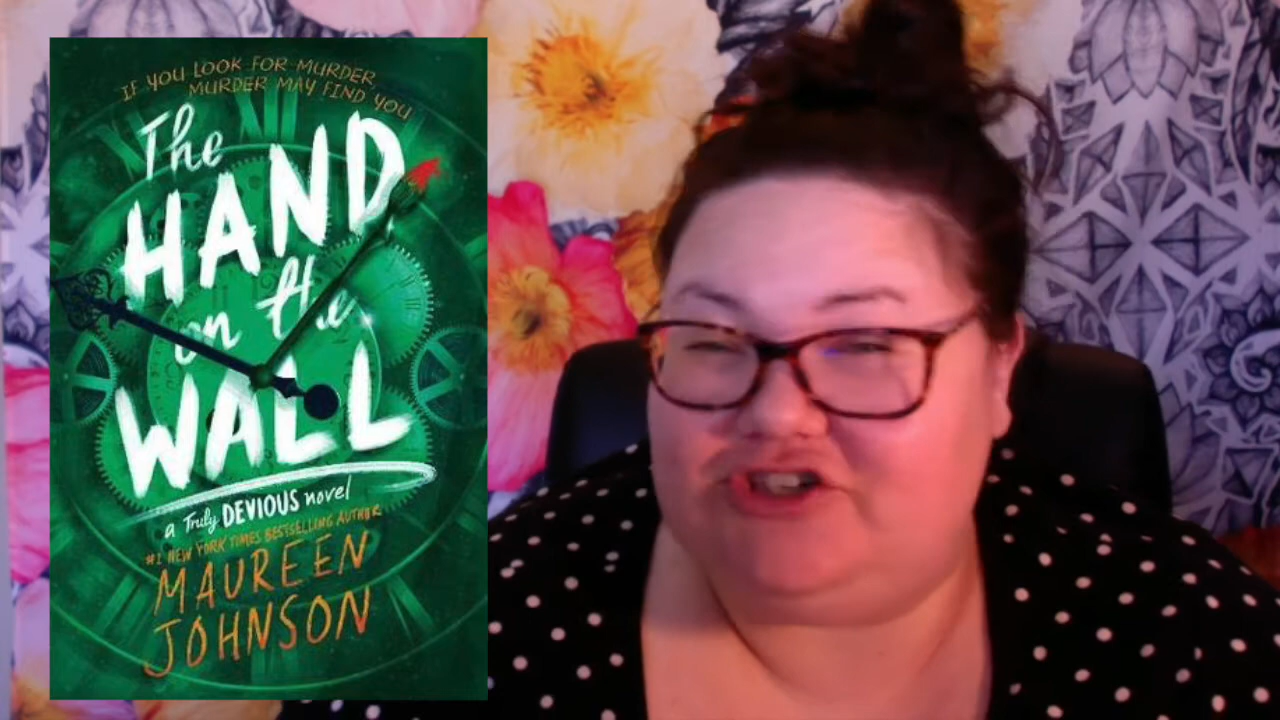 IF YOU LOOK FOR MURDER,
MURDER MAY FIND YOU
The
HAND
on the
WALL
a Truly DEVIOUS novel
#1 NEW YORK TIMES BESTSELLING AUTHOR
MAUREEN
JOHNSON